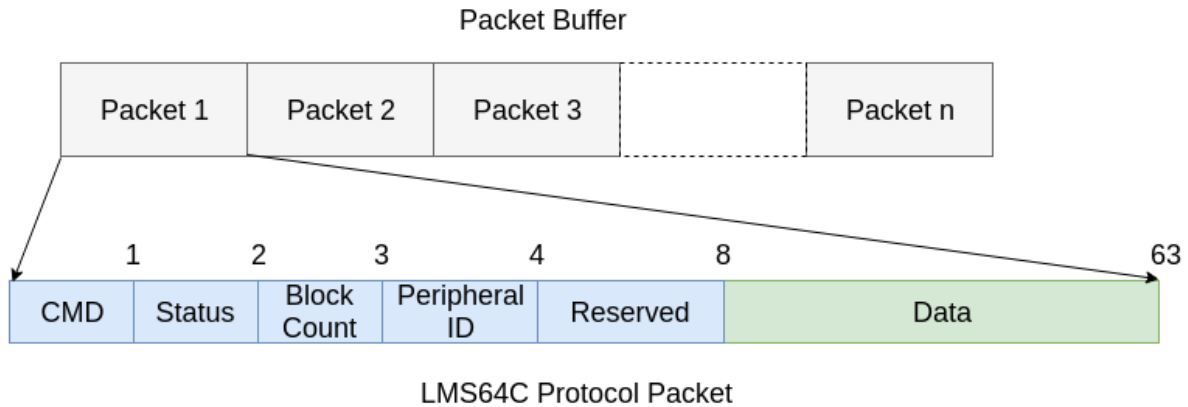 Packet Buffer
Packet 1
Packet 2
Packet 3
Packet n
1
2
3
4
8
63
CMD
Status
Block
Count
Peripheral
ID
Reserved
Data
LMS64C Protocol Packet